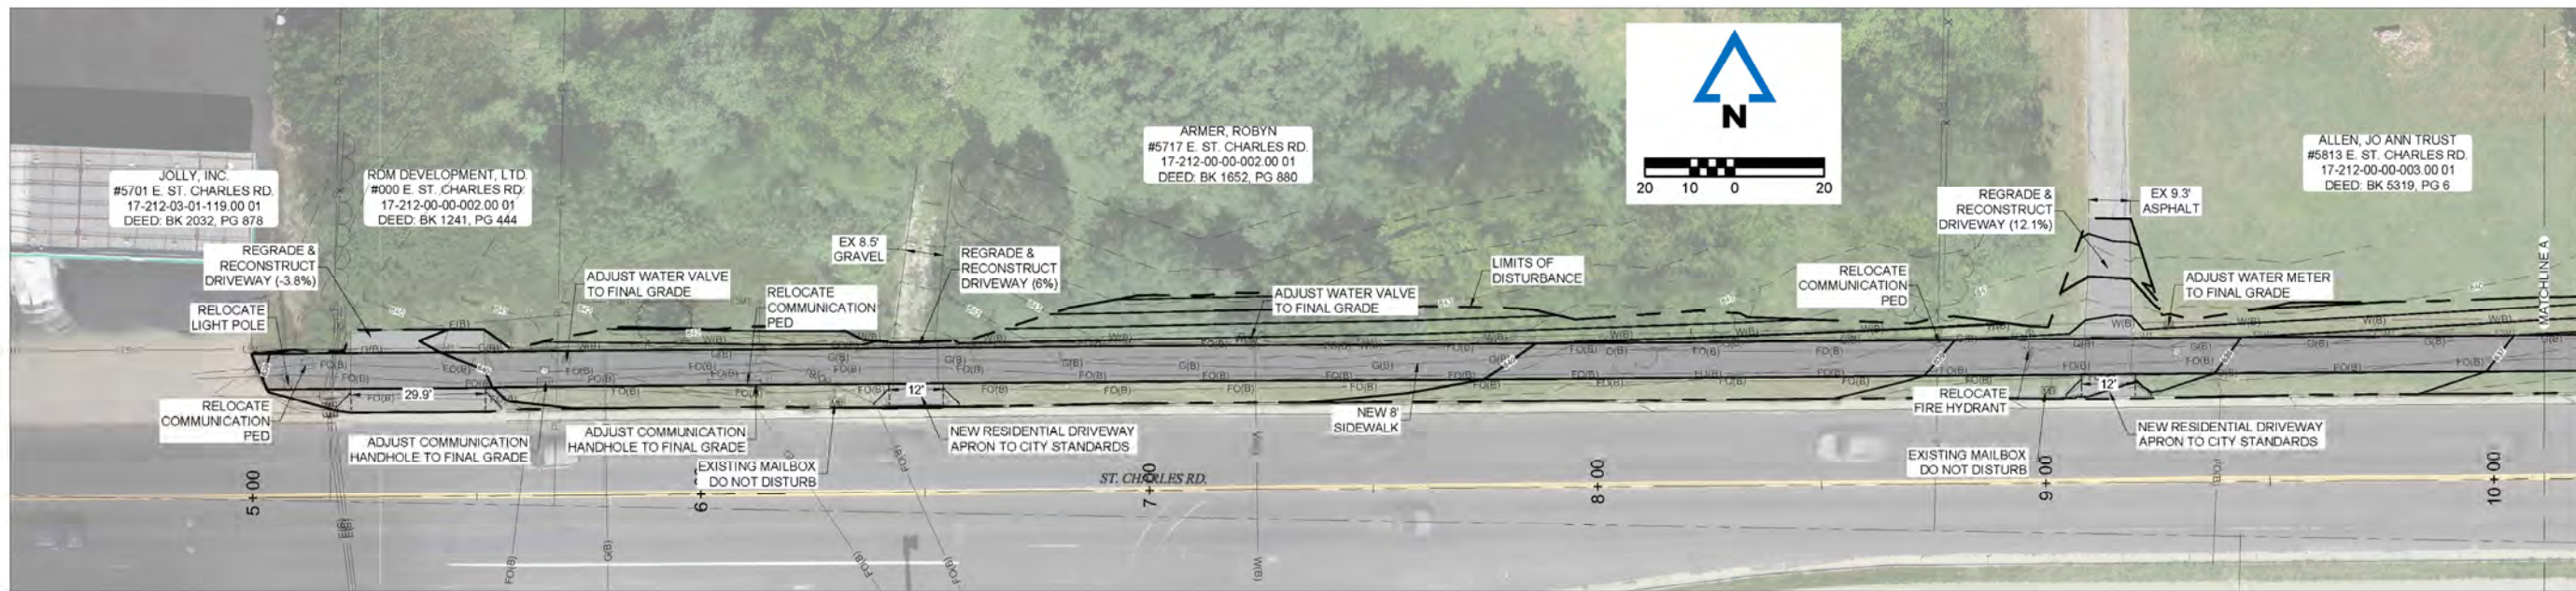 JOLLY, INC.
#5701 E. ST. CHARLES RD.
17-212-03-01-119.00 01
DEED: BK 2032, PG 878
RDM DEVELOPMENT, LTD.
#000 E. ST. CHARLES RD.
17-212-00-00-002.00 01
DEED: BK 1241, PG 444
ARMER, ROBYN
#5717 E. ST. CHARLES RD.
17-212-00-00-002.00 01
DEED: BK 1652, PG 880
N
20 10 0 20
ALLEN, JO ANN TRUST
#5813 E. ST. CHARLES RD.
17-212-00-00-003.00 01
DEED: BK 5319, PG 6
REGRADE &
RECONSTRUCT
DRIVEWAY (-3.8%)
RELOCATE
LIGHT POLE
ADJUST WATER VALVE
TO FINAL GRADE
RELOCATE
COMMUNICATION
PED
EX 8.5'
GRAVEL
REGRADE &
RECONSTRUCT
DRIVEWAY (6%)
ADJUST WATER VALVE
TO FINAL GRADE
LIMITS OF
DISTURBANCE
RELOCATE
COMMUNICATION
PED
REGRADE &
RECONSTRUCT
DRIVEWAY (12.1%)
EX 9.3'
ASPHALT
ADJUST WATER METER
TO FINAL GRADE
MATCHLINE A
29.9'
12'
12'
RELOCATE
COMMUNICATION
PED
ADJUST COMMUNICATION
HANDHOLE TO FINAL GRADE
ADJUST COMMUNICATION
HANDHOLE TO FINAL GRADE
EXISTING MAILBOX
DO NOT DISTURB
NEW RESIDENTIAL DRIVEWAY
APRON TO CITY STANDARDS
NEW 8'
SIDEWALK
RELOCATE
FIRE HYDRANT
EXISTING MAILBOX
DO NOT DISTURB
NEW RESIDENTIAL DRIVEWAY
APRON TO CITY STANDARDS
ST. CHARLES RD.
5+00
7+00
8+00
9+00
10+00